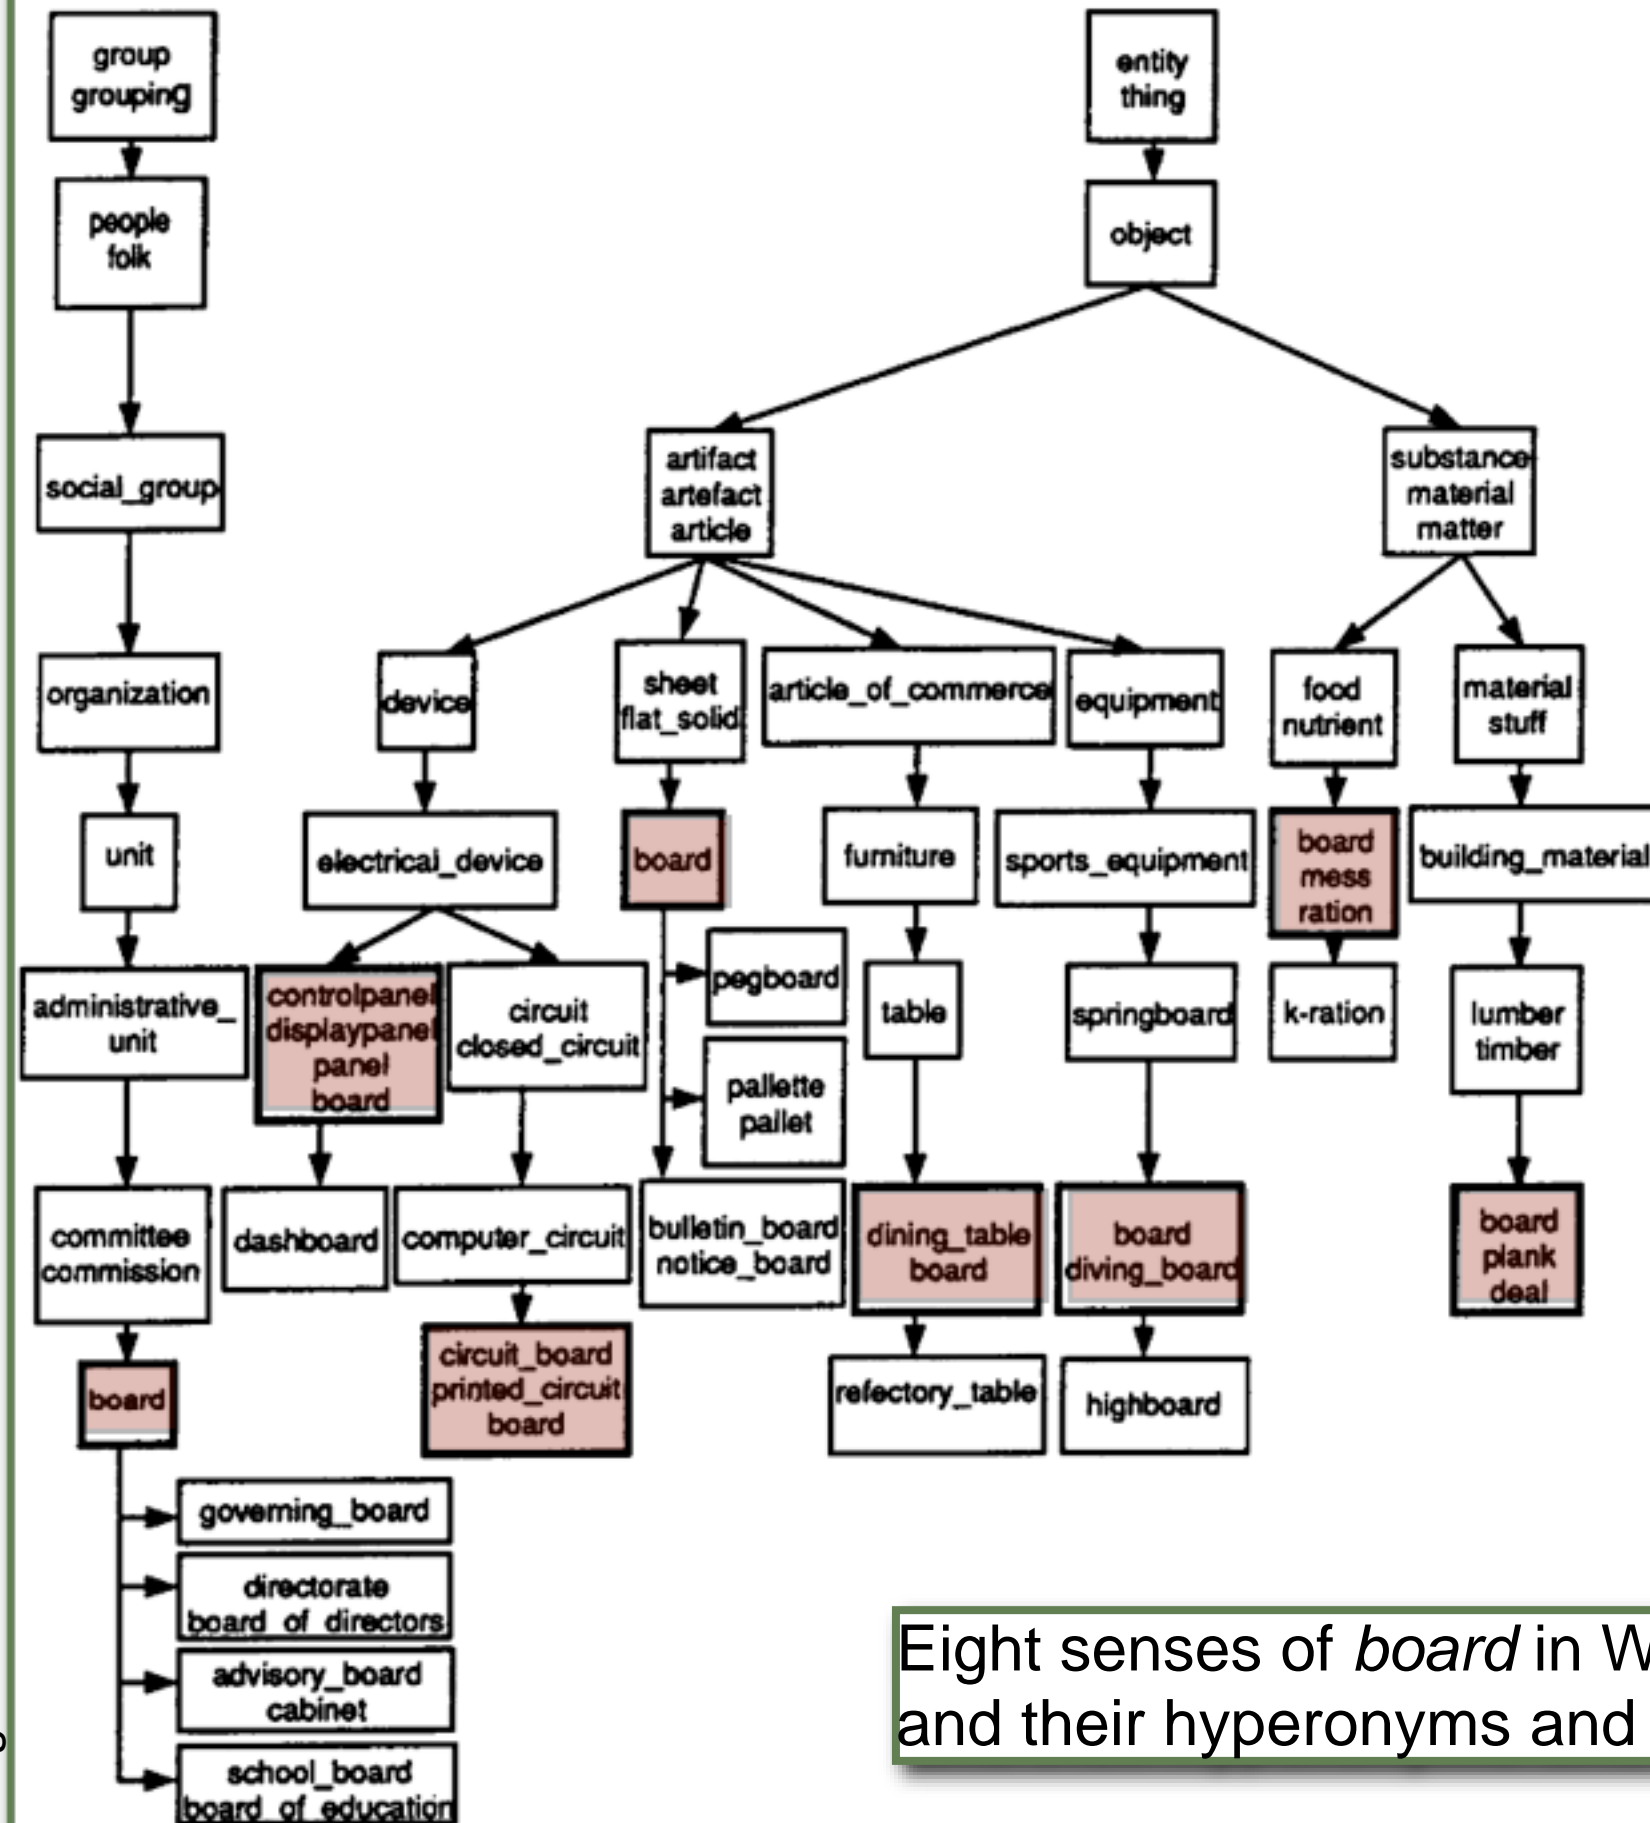 group
grouping
entity
thing
people
folk
object
social_group
artifact
artefact
article
substance
material
matter
organization
device
sheet
flat_solid
article_of_commerce
equipment
food
nutrient
material
stuff
unit
electrical_device
board
furniture
sports_equipment
board
mess
ration
building_material
administrative_
unit
controlpanel
displaypanel
panel
board
circuit
closed_circuit
pegboard
table
springboard
k-ration
lumber
timber
pallette
pallet
committee
commission
dashboard
computer_circuit
bulletin_board
notice_board
dining_table
board
board
diving_board
board
plank
deal
board
circuit_board
printed_circuit
board
refectory_table
highboard
governing_board
directorate
board_of_directors
advisory_board
cabinet
school_board
board_of_education
Eight senses of board in W
and their hyperonyms and